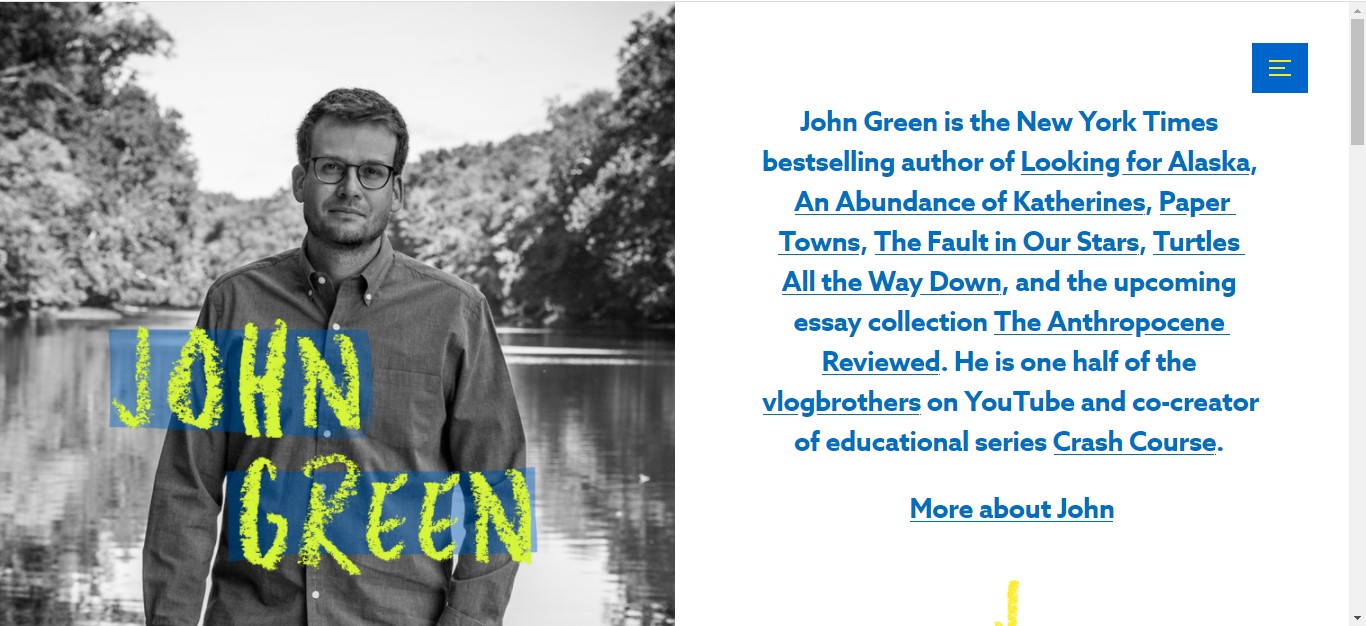 JOHN
GREEN
John Green is the New York Times
bestselling author of Looking for Alaska,
An Abundance of Katherines, Paper
Towns, The Fault in Our Stars, Turtles
All the Way Down, and the upcoming
essay collection The Anthropocene
Reviewed. He is one half of the
vlogbrothers on YouTube and co-creator
of educational series Crash Course.
More about John